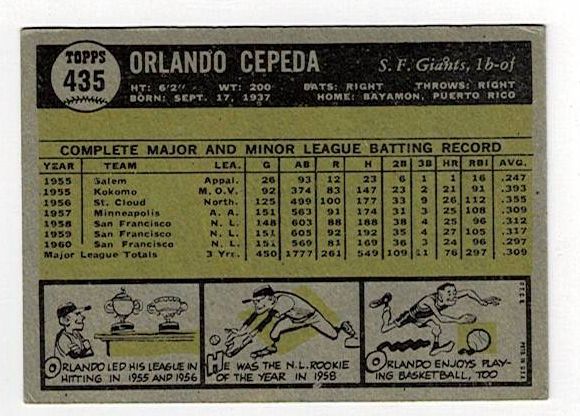 TOPPS
435
ORLANDO CEPEDA
S. F. Giants, 1b-of
HT: 6'2" WT: 200 BATS: RIGHT THROWS: RIGHT
BORN: SEPT. 17, 1937 HOME: BAYAMON, PUERTO RICO
COMPLETE MAJOR AND MINOR LEAGUE BATTING RECORD
YEAR TEAM LEA. G AB R H 2B 3B HR RBI AVG.
1955 Salem Appal. 26 93 12 23 6 1 1 16 .247
1955 Kokomo M.O.V. 92 374 83 147 23 2 21 91 .393
1956 St. Cloud North. 125 499 100 177 33 9 26 112 .355
1957 Minneapolis A. A. 151 563 91 174 31 3 25 108 .309
1958 San Francisco N. L. 148 603 88 188 38 4 25 96 .312
1959 San Francisco N. L. 151 605 92 192 35 4 27 105 .317
1960 San Francisco N. L. 151 569 81 169 36 3 24 96 .297
Major League Totals 3 Yrs. 450 1777 261 549 109 11 76 297 .309
ORLANDO LED HIS LEAGUE IN
HITTING IN 1955 AND 1956
HE WAS THE N.L. ROOKIE
OF THE YEAR IN 1958
ORLANDO ENJOYS PLAY-
ING BASKETBALL, TOO
©T.C.G. PRTD. IN U.S.A.